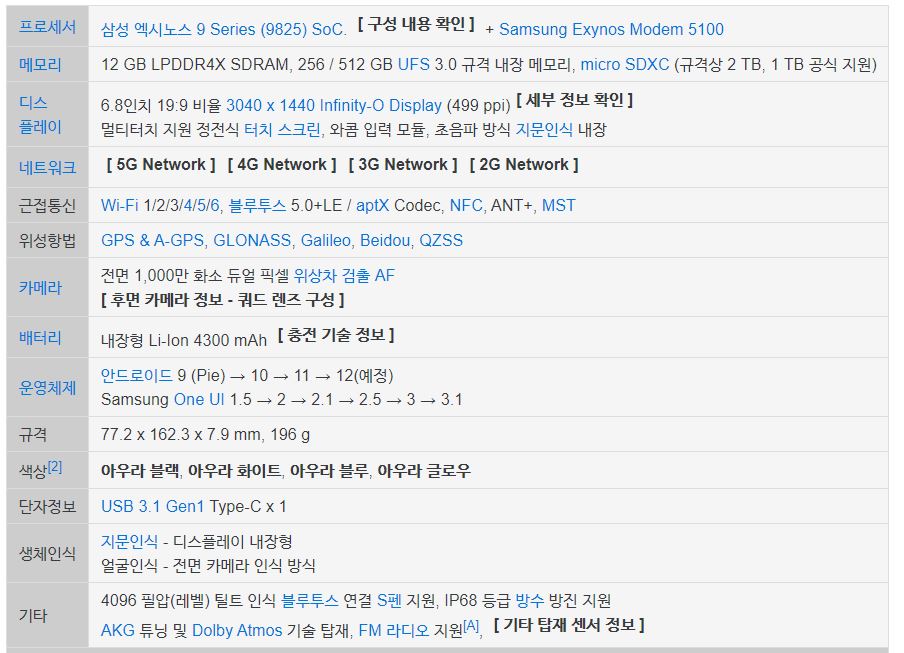 프로세서
삼성 엑시노스 9 Series (9825) SoC. [ 구성 내용 확인 ] + Samsung Exynos Modem 5100
메모리
12 GB LPDDR4X SDRAM, 256 / 512 GB UFS 3.0 규격 내장 메모리, micro SDXC (규격상 2 TB, 1 TB 공식 지원)
디스
플레이
6.8인치 19:9 비율 3040 x 1440 Infinity-O Display (499 ppi) [ 세부 정보 확인 ]
멀티터치 지원 정전식 터치 스크린, 와콤 입력 모듈, 초음파 방식 지문인식 내장
네트워크
[ 5G Network ] [ 4G Network ] [ 3G Network ] [ 2G Network ]
근접통신
Wi-Fi 1/2/3/4/5/6, 블루투스 5.0+LE / aptX Codec, NFC, ANT+, MST
위성항법
GPS & A-GPS, GLONASS, Galileo, Beidou, QZSS
카메라
전면 1,000만 화소 듀얼 픽셀 위상차 검출 AF
[ 후면 카메라 정보 - 쿼드 렌즈 구성 ]
배터리
내장형 Li-Ion 4300 mAh [ 충전 기술 정보 ]
운영체제
안드로이드 9 (Pie) → 10 → 11 → 12(예정)
Samsung One UI 1.5 → 2 → 2.1 → 2.5 → 3 → 3.1
규격
77.2 x 162.3 x 7.9 mm, 196 g
색상[2]
아우라 블랙, 아우라 화이트, 아우라 블루, 아우라 글로우
단자정보
USB 3.1 Gen1 Type-C x 1
생체인식
지문인식 - 디스플레이 내장형
얼굴인식 - 전면 카메라 인식 방식
기타
4096 필압(레벨) 틸트 인식 블루투스 연결 S펜 지원, IP68 등급 방수 방진 지원
AKG 튜닝 및 Dolby Atmos 기술 탑재, FM 라디오 지원[A], [ 기타 탑재 센서 정보 ]